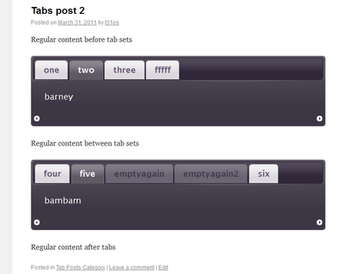 Tabs post 2
Posted on March 31, 2011 by
Regular content before tab sets
one two three fffff
barney
Regular content between tab sets
four five emptyagain emptyagain2 six
bambam
Regular content after tabs
Posted in Tab Posts Category | Leave a comment | Edit